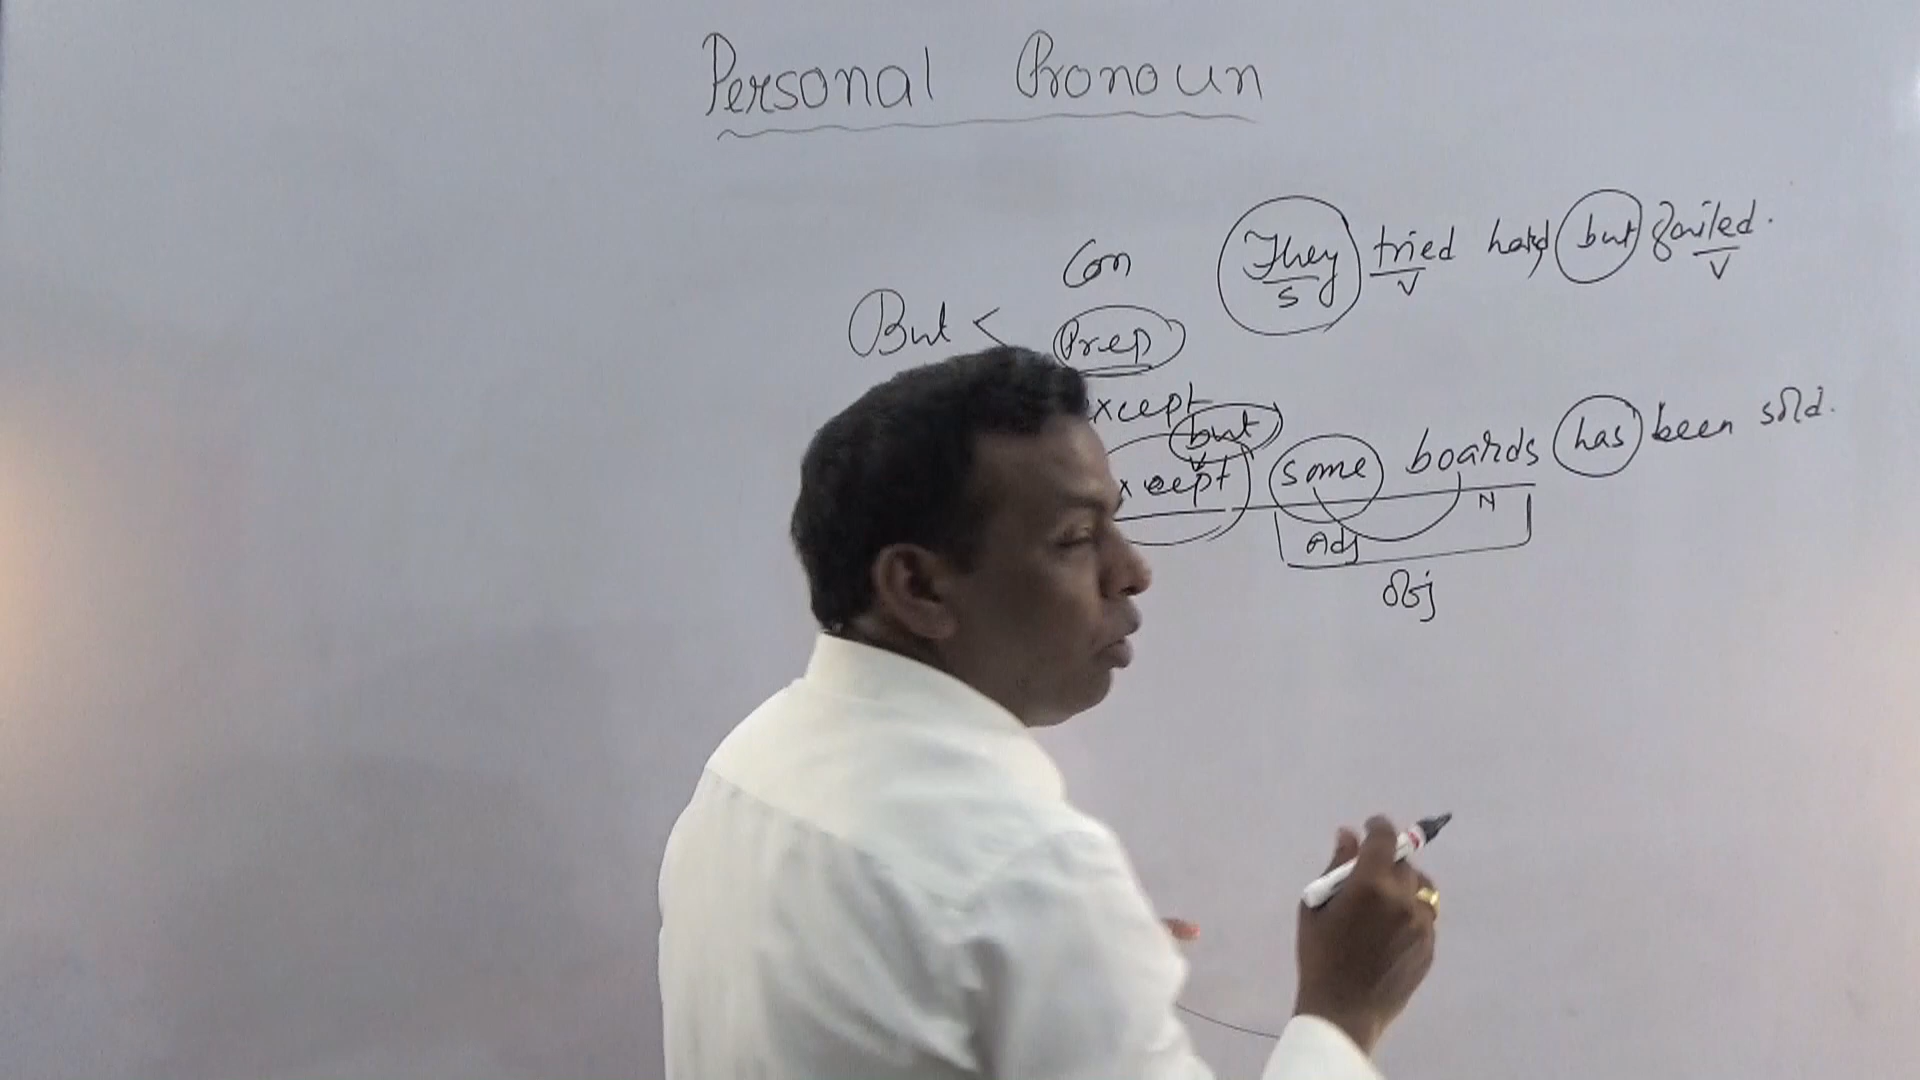 Personal Pronoun
They tried hard, but failed.
S V V
Con
But < Prep
xcept
but
xcept some boards has been sold.
N
Adj
Obj